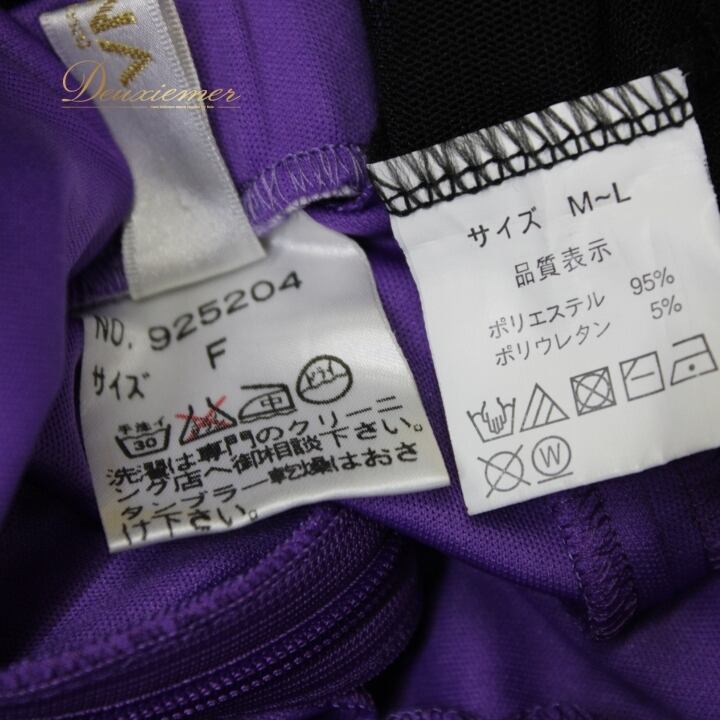 Deuxiemer
NO. 925204
サイズ F
手洗イ
30
中
ドライ
洗濯は専門のクリーニ
ング店へ御相談下さい。
タンブラー乾燥はおさ
け下さい。
サイズ M~L
品質表示
ポリエステル 95%
ポリウレタン 5%
W